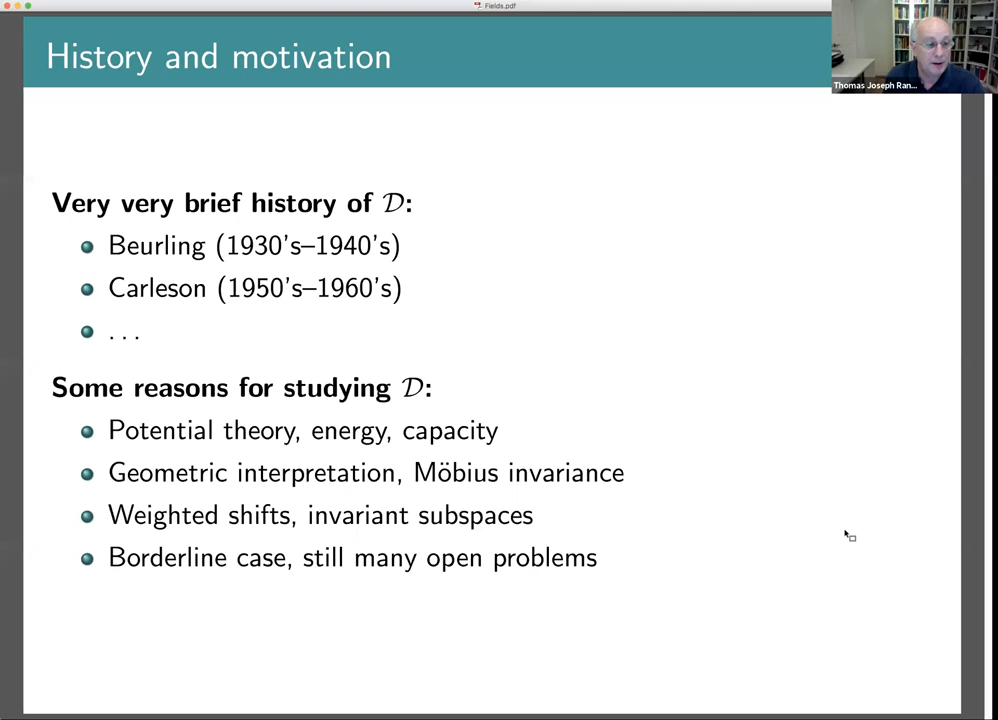 Fields.pdf
History and motivation
Thomas Joseph Ran...
Very very brief history of 𝒟:
Beurling (1930's–1940's)
Carleson (1950's–1960's)
. . .
Some reasons for studying 𝒟:
Potential theory, energy, capacity
Geometric interpretation, Möbius invariance
Weighted shifts, invariant subspaces
Borderline case, still many open problems